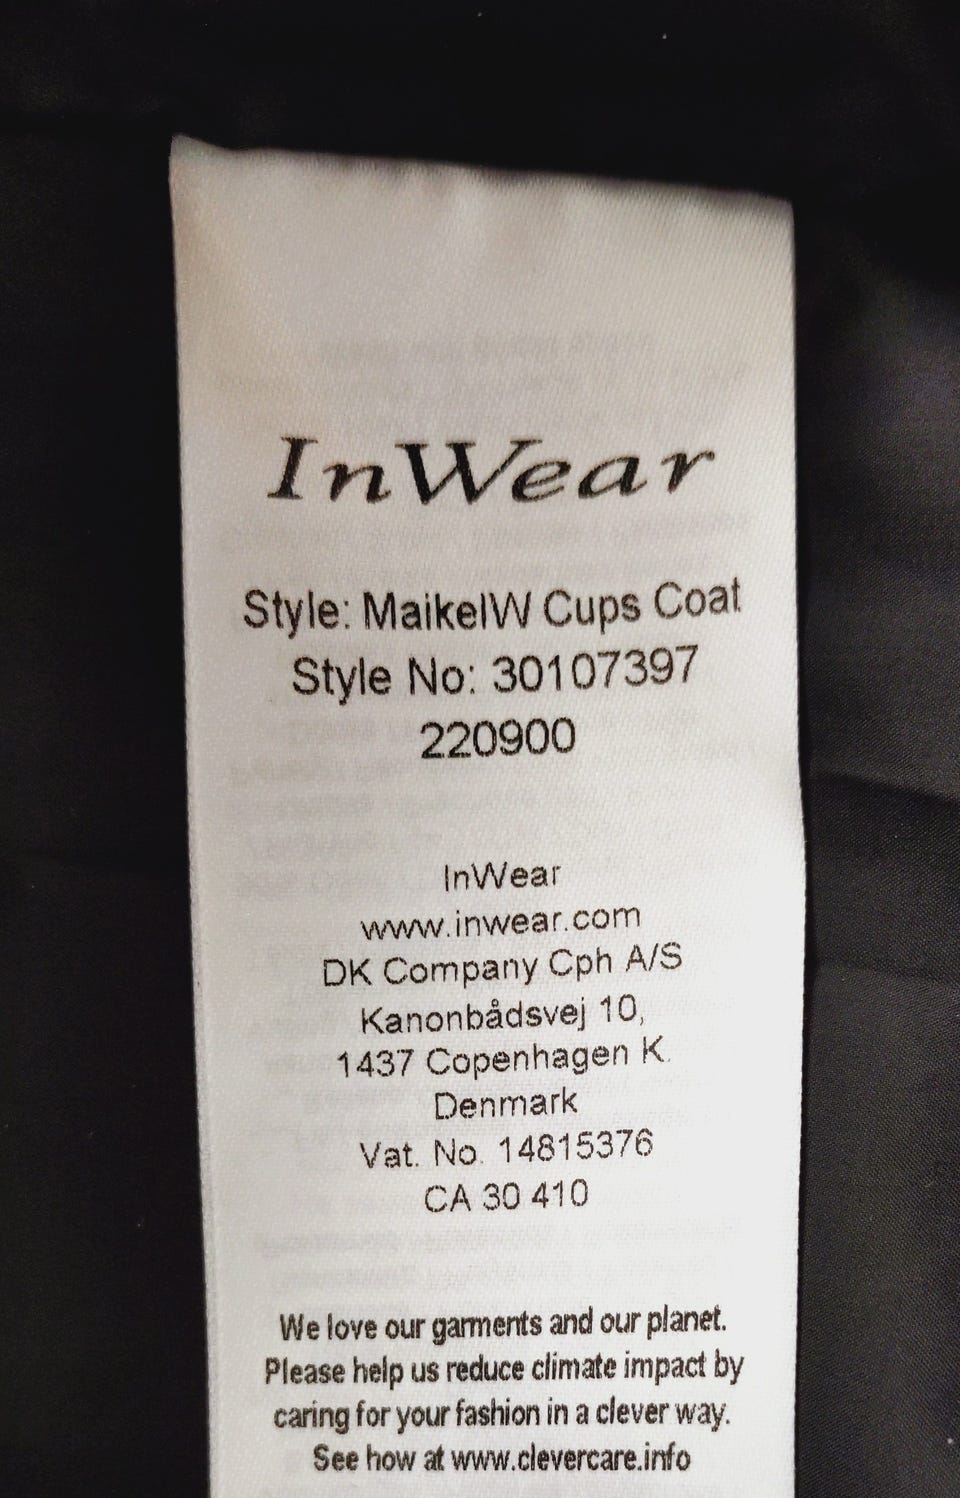 InWear
Style: MaikelW Cups Coat
Style No: 30107397
220900
InWear
www.inwear.com
DK Company Cph A/S
Kanonbådsvej 10,
1437 Copenhagen K.
Denmark
Vat. No. 14815376
CA 30 410
We love our garments and our planet.
Please help us reduce climate impact by
caring for your fashion in a clever way.
See how at www.clevercare.info